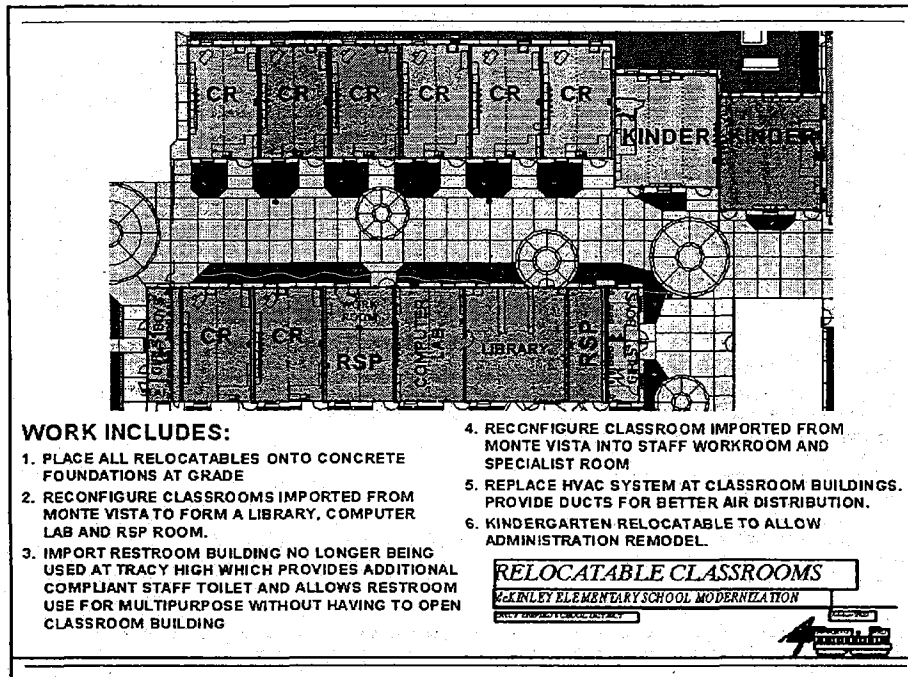 CR CR CR CR CR CR
KINDER KINDER
CR CR RSP COMPUTER LAB LIBRARY RSP
WORK INCLUDES:
1. PLACE ALL RELOCATABLES ONTO CONCRETE
FOUNDATIONS AT GRADE
2. RECONFIGURE CLASSROOMS IMPORTED FROM
MONTE VISTA TO FORM A LIBRARY, COMPUTER
LAB AND RSP ROOM.
3. IMPORT RESTROOM BUILDING NO LONGER BEING
USED AT TRACY HIGH WHICH PROVIDES ADDITIONAL
COMPLIANT STAFF TOILET AND ALLOWS RESTROOM
USE FOR MULTIPURPOSE WITHOUT HAVING TO OPEN
CLASSROOM BUILDING
4. RECONFIGURE CLASSROOM IMPORTED FROM
MONTE VISTA INTO STAFF WORKROOM AND
SPECIALIST ROOM
5. REPLACE HVAC SYSTEM AT CLASSROOM BUILDINGS.
PROVIDE DUCTS FOR BETTER AIR DISTRIBUTION.
6. KINDERGARTEN RELOCATABLE TO ALLOW
ADMINISTRATION REMODEL.
RELOCATABLE CLASSROOMS
McKINLEY ELEMENTARY SCHOOL MODERNIZATION